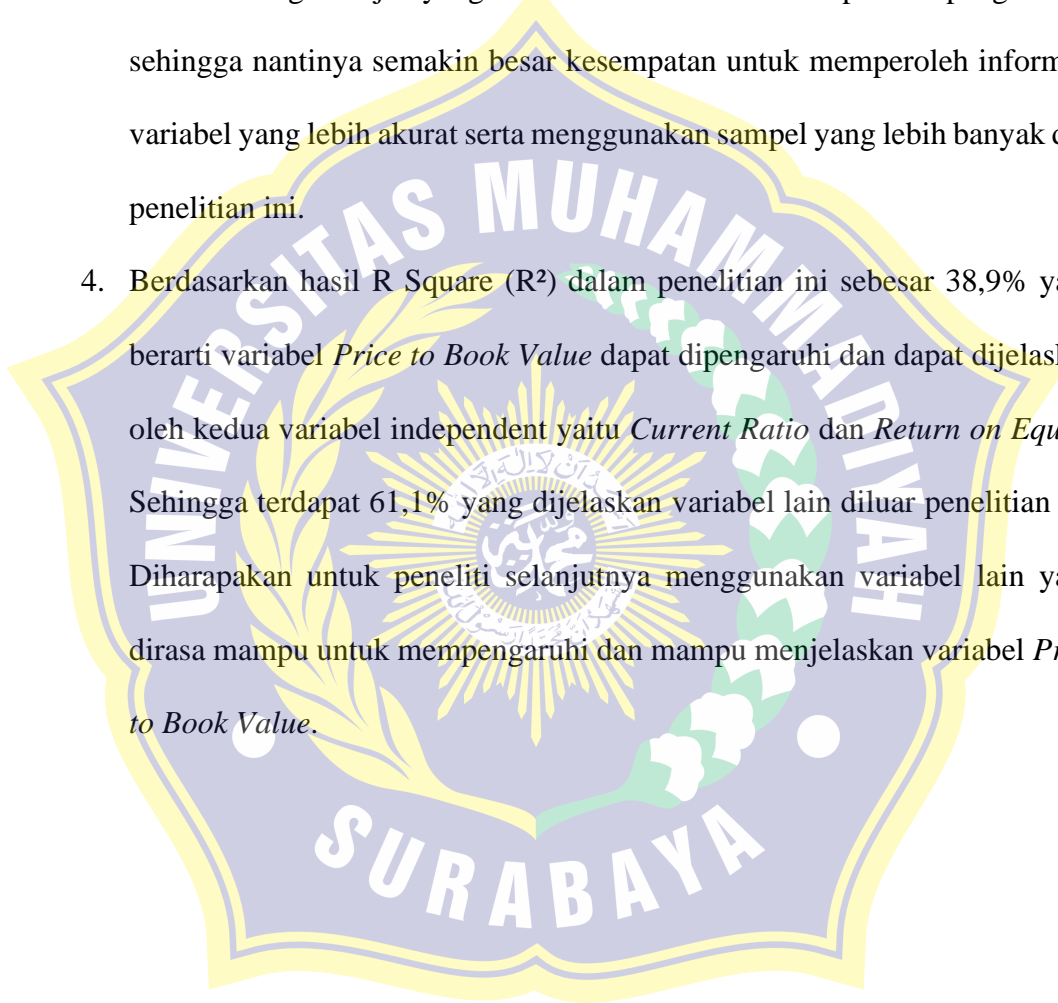 sehingga nantinya semakin besar kesempatan untuk memperoleh inform
variabel yang lebih akurat serta menggunakan sampel yang lebih banyak
penelitian ini.
4. Berdasarkan hasil R Square (R²) dalam penelitian ini sebesar 38,9% ya
berarti variabel Price to Book Value dapat dipengaruhi dan dapat dijelask
oleh kedua variabel independent yaitu Current Ratio dan Return on Equ
Sehingga terdapat 61,1% yang dijelaskan variabel lain diluar penelitian
Diharapakan untuk peneliti selanjutnya menggunakan variabel lain ya
dirasa mampu untuk mempengaruhi dan mampu menjelaskan variabel Pr
to Book Value.
UNIVERSITAS MUHAMMADIYAH
SURABAYA